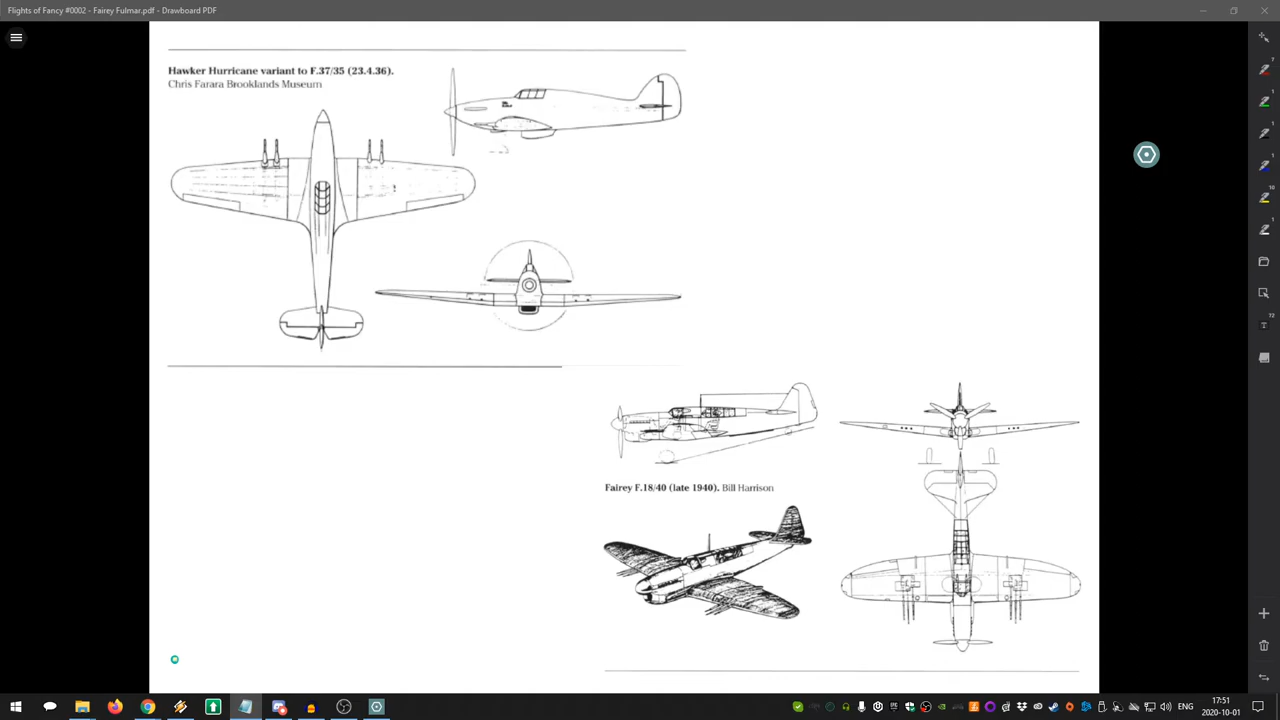 Flights of Fancy #0002 - Fairey Fulmar.pdf - Drawboard PDF
Hawker Hurricane variant to F.37/35 (23.4.36).
Chris Farara Brooklands Museum
Fairey F.18/40 (late 1940). Bill Harrison
ENG
17:51
2020-10-01